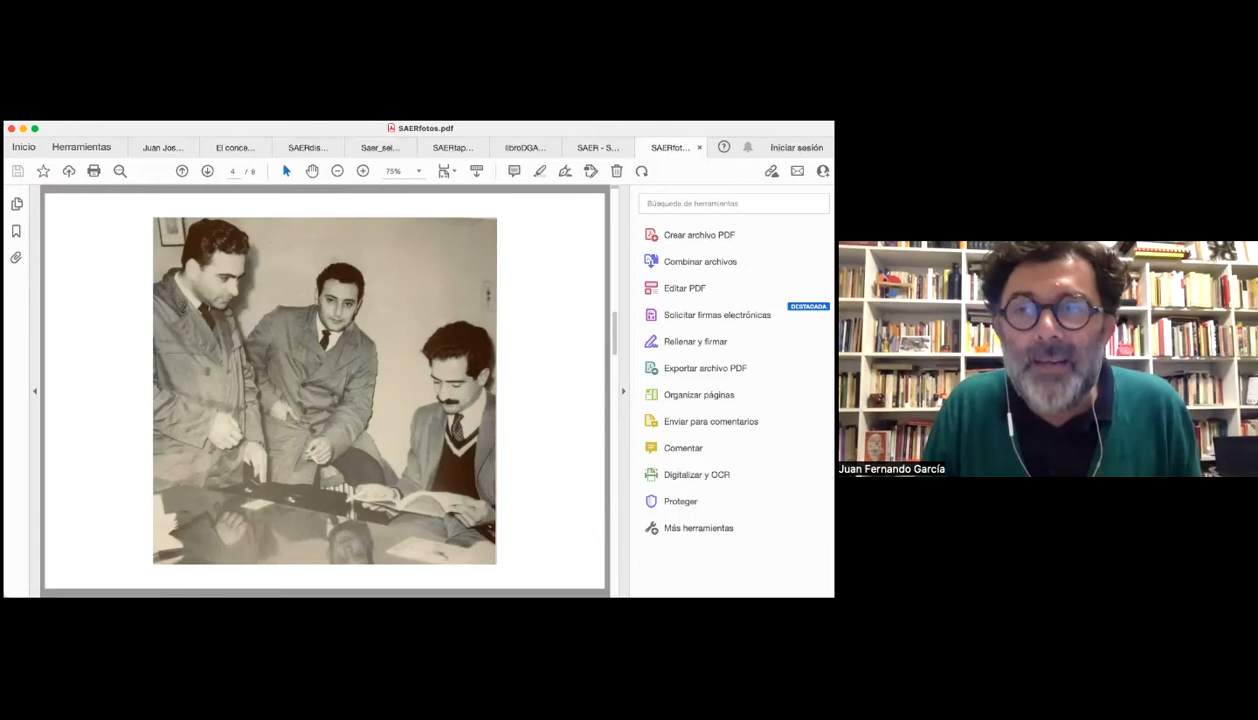 SAERfotos.pdf
Inicio Herramientas Juan Jos... El conce... SAERdis... Saer_sel... SAERtap... libroDGA... SAER - S... SAERfot... × Iniciar sesión
4 / 8 75%
Búsqueda de herramientas
Crear archivo PDF
Combinar archivos
Editar PDF
DESTACADA
Solicitar firmas electrónicas
Rellenar y firmar
Exportar archivo PDF
Organizar páginas
Enviar para comentarios
Comentar
Digitalizar y OCR
Proteger
Más herramientas
Juan Fernando García